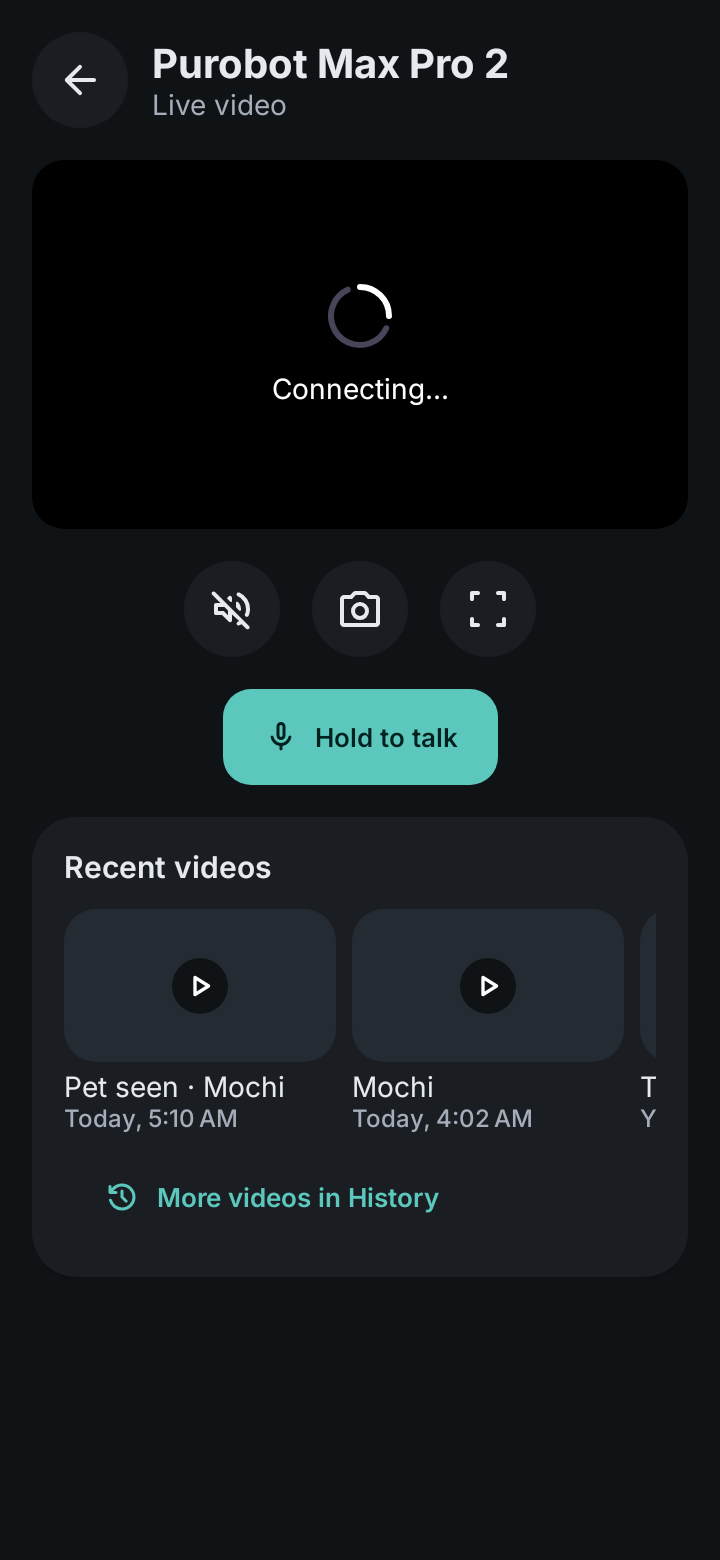 Purobot Max Pro 2
Live video
Connecting...
Hold to talk
Recent videos
Pet seen · Mochi
Today, 5:10 AM
Mochi
Today, 4:02 AM
T
Y
More videos in History